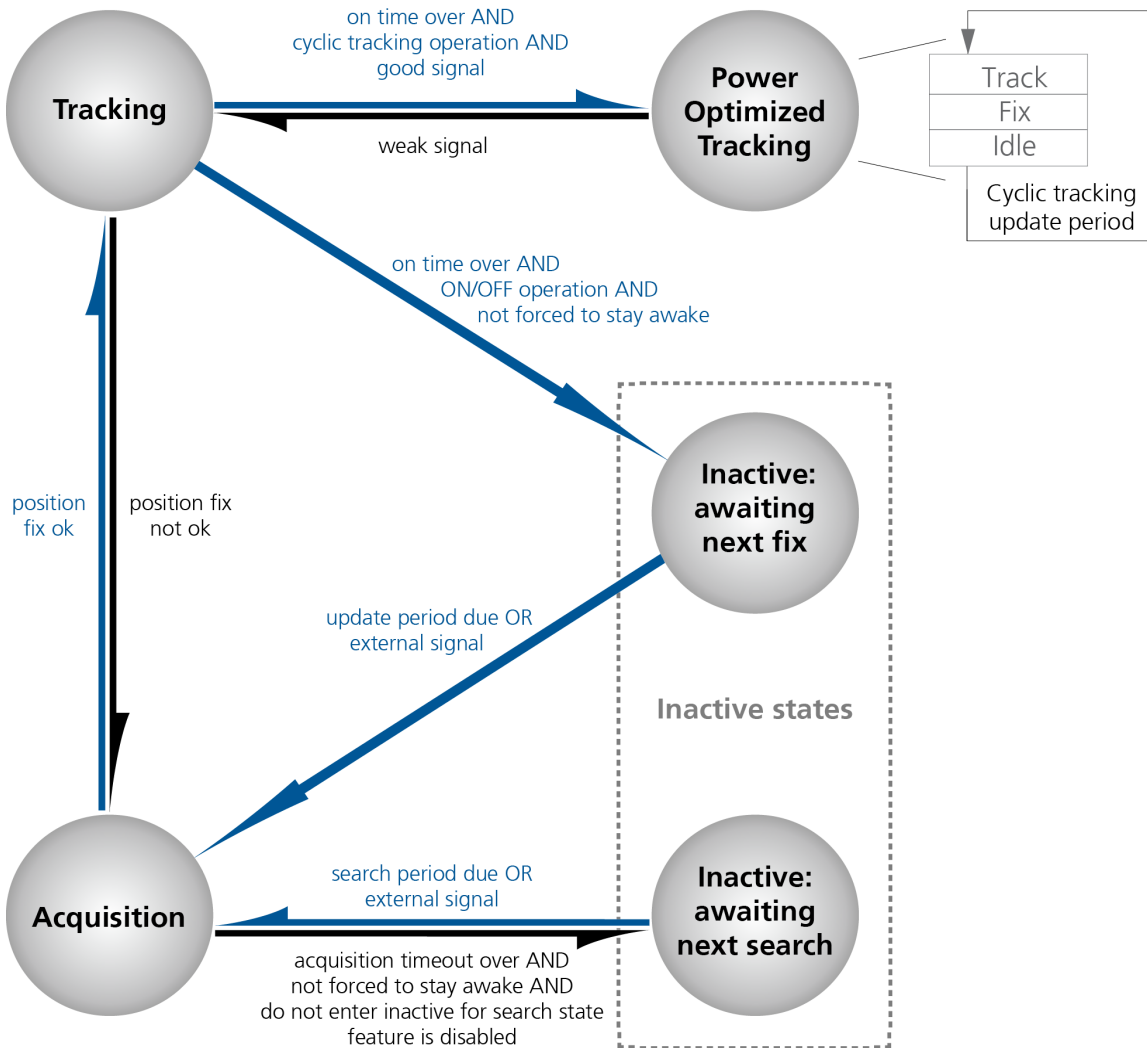 on time over AND
cyclic tracking operation AND
good signal
Tracking
Power
Optimized
Tracking
weak signal
Track
Fix
Idle
Cyclic tracking
update period
on time over AND
ON/OFF operation AND
not forced to stay awake
position
fix ok
position fix
not ok
Inactive:
awaiting
next fix
update period due OR
external signal
Inactive states
search period due OR
external signal
Acquisition
Inactive:
awaiting
next search
acquisition timeout over AND
not forced to stay awake AND
do not enter inactive for search state
feature is disabled